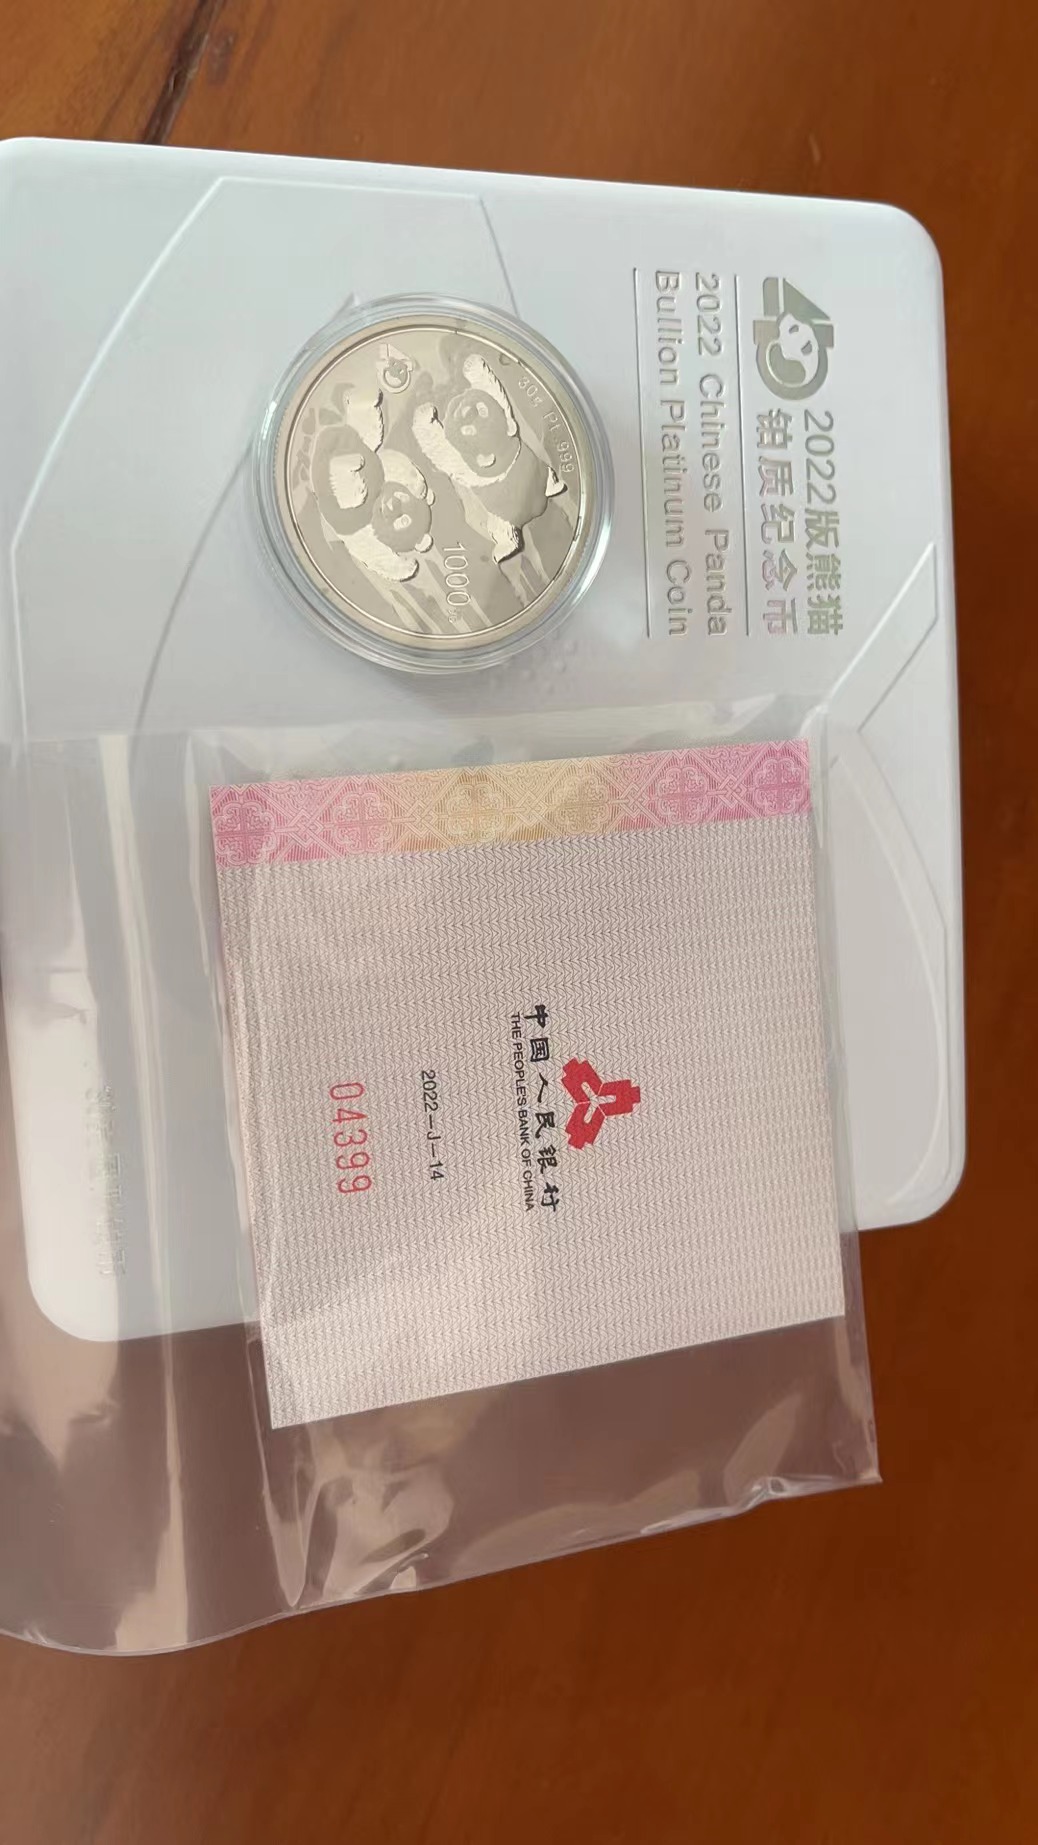 2022版熊猫
铂质纪念币
2022 Chinese Panda
Bullion Platinum Coin
30g Pt .999
1000元
中国人民银行
THE PEOPLE'S BANK OF CHINA
2022-J-14
04399